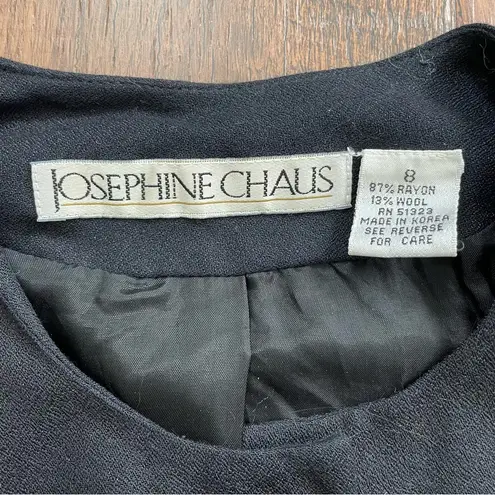 JOSEPHINE CHAUS
8
87% RAYON
13% WOOL
RN 51323
MADE IN KOREA
SEE REVERSE
FOR CARE